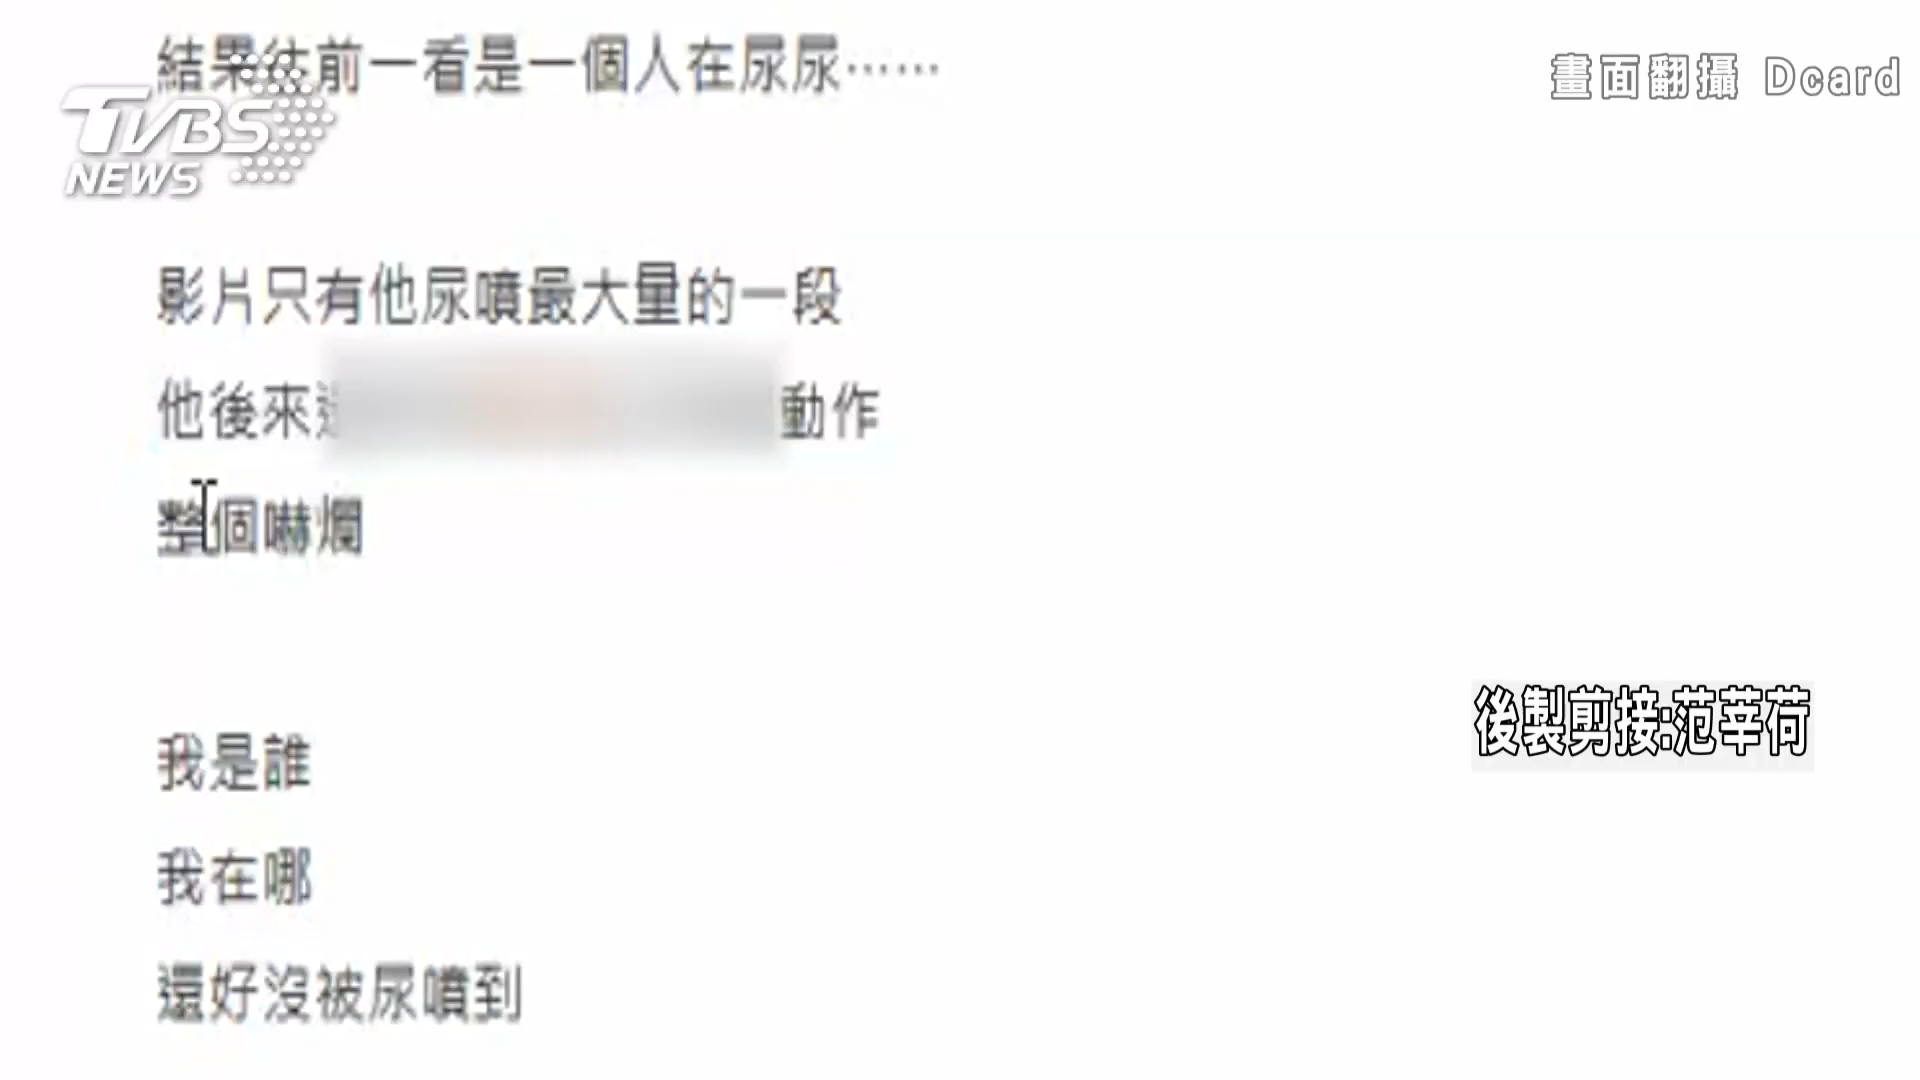 結果往前一看是一個人在尿尿……
TVBS
NEWS
畫面翻攝 Dcard
影片只有他尿噴最大量的一段
他後來 動作
整個嚇爛
後製剪接:范莘荷
我是誰
我在哪
還好沒被尿噴到